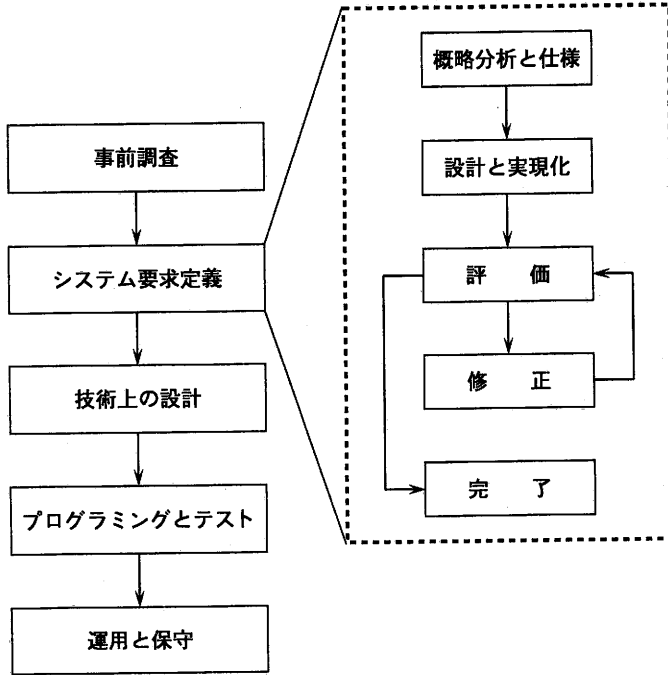 事前調査
システム要求定義
技術上の設計
プログラミングとテスト
運用と保守
概略分析と仕様
設計と実現化
評 価
修 正
完 了